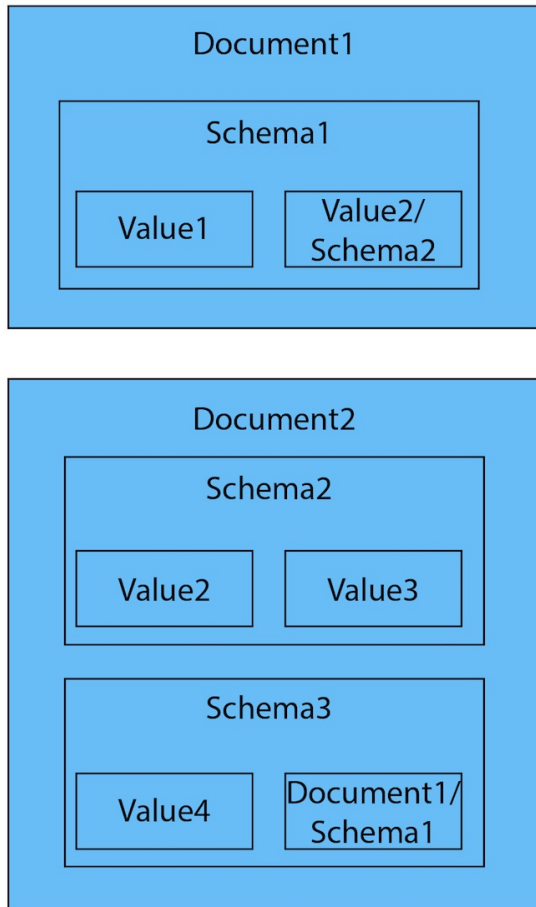 Document1
Schema1
Value1
Value2/
Schema2
Document2
Schema2
Value2
Value3
Schema3
Value4
Document1/
Schema1